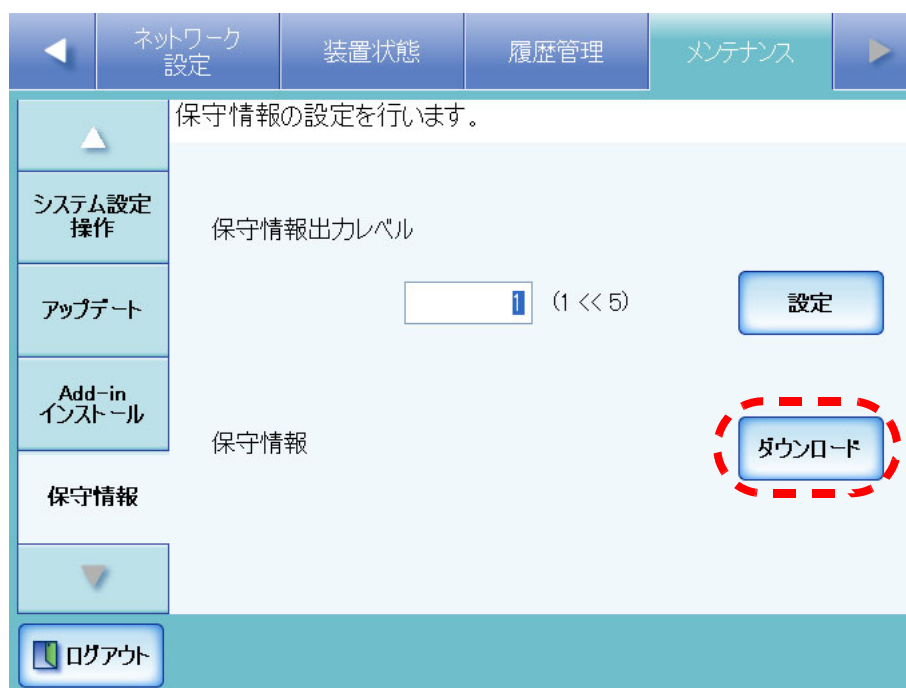 ネットワーク
設定
装置状態
履歴管理
メンテナンス
保守情報の設定を行います。
システム設定
操作
アップデート
Add-in
インストール
保守情報
保守情報出力レベル
1 (1 << 5)
設定
保守情報
ダウンロード
ログアウト